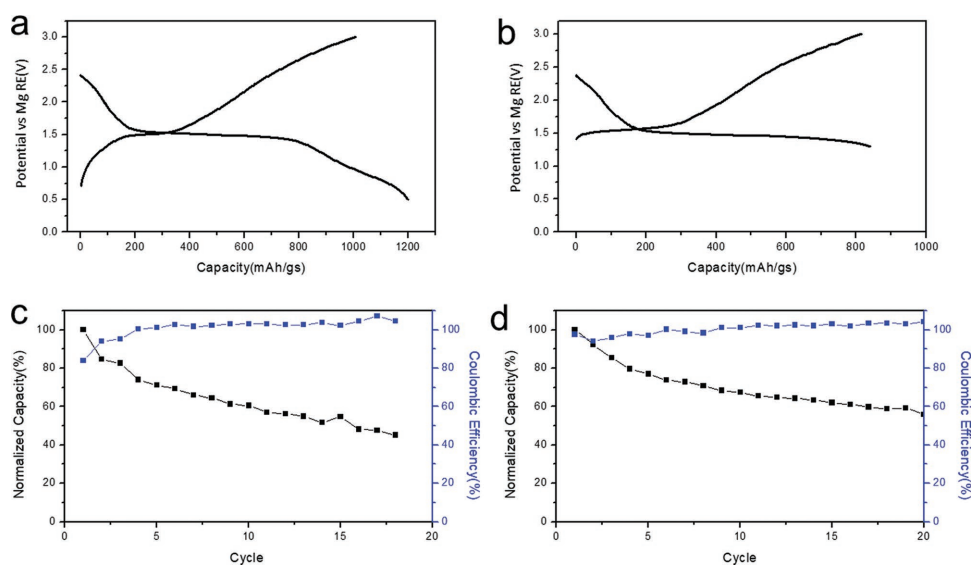 a
3.0
2.5
2.0
1.5
1.0
0.5
0.0
Potential vs Mg RE(V)
0 200 400 600 800 1000 1200
Capacity(mAh/gs)
b
3.0
2.5
2.0
1.5
1.0
0.5
0.0
Potential vs Mg RE(V)
0 200 400 600 800 1000
Capacity(mAh/gs)
c
100
80
60
40
20
0
Normalized Capacity(%)
100
80
60
40
20
0
Coulombic Efficiency(%)
0 5 10 15 20
Cycle
d
100
80
60
40
20
0
Normalized Capacity(%)
100
80
60
40
20
0
Coulombic Efficiency(%)
0 5 10 15 20
Cycle